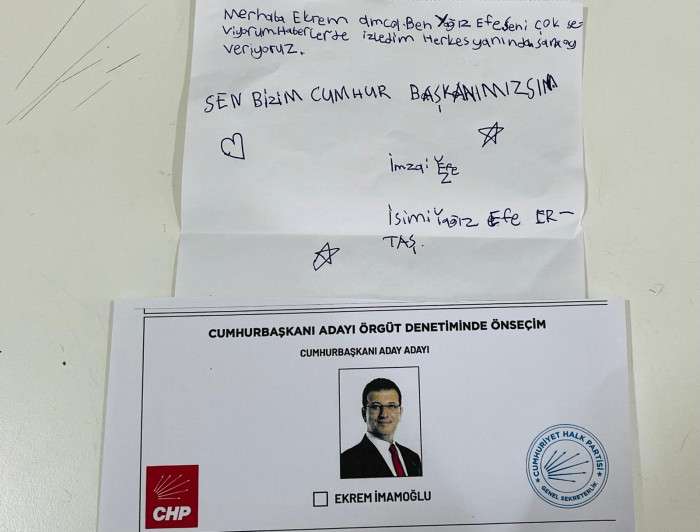 Merhaba Ekrem amca. Ben Yağız Efe Seni çok se
viyorum. Haberlerde izledim Herkes yanında sana oy
veriyoruz.
SEN BİZİM CUMHUR BAŞKANIMIZSIN
İmza: Efe
İsimi Yağız Efe ER-
TAŞ.
CUMHURBAŞKANI ADAYI ÖRGÜT DENETİMİNDE ÖNSEÇİM
CUMHURBAŞKANI ADAY ADAYI
EKREM İMAMOĞLU
CHP
CUMHURİYET HALK PARTİSİ
GENEL SEKRETERLİK